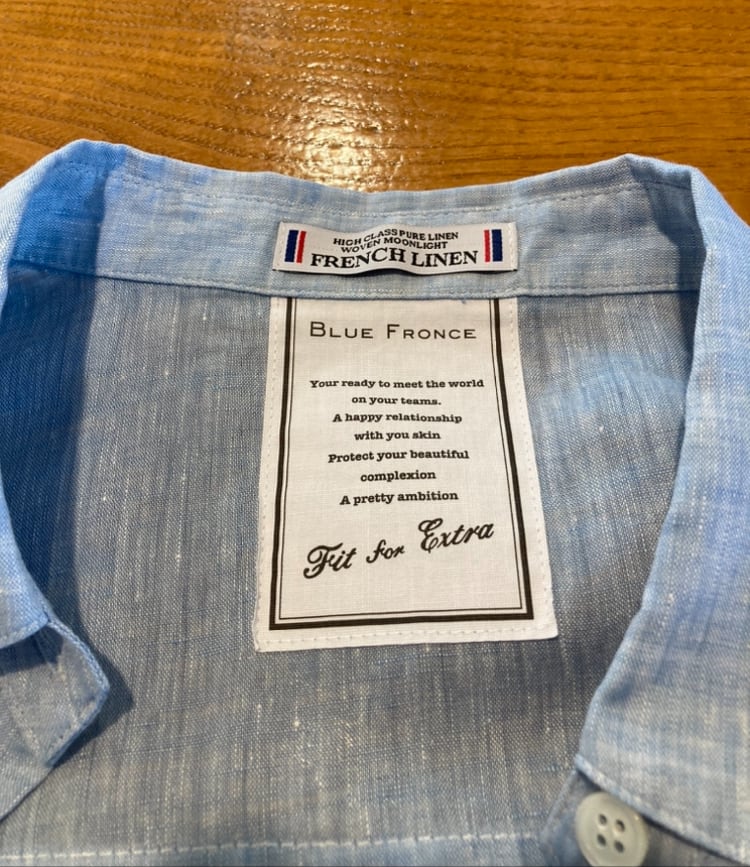 HIGH CLASS PURE LINEN
WOVEN MOONLIGHT
FRENCH LINEN
BLUE FRONCE
Your ready to meet the world
on your teams.
A happy relationship
with you skin
Protect your beautiful
complexion
A pretty ambition
Fit for Extra